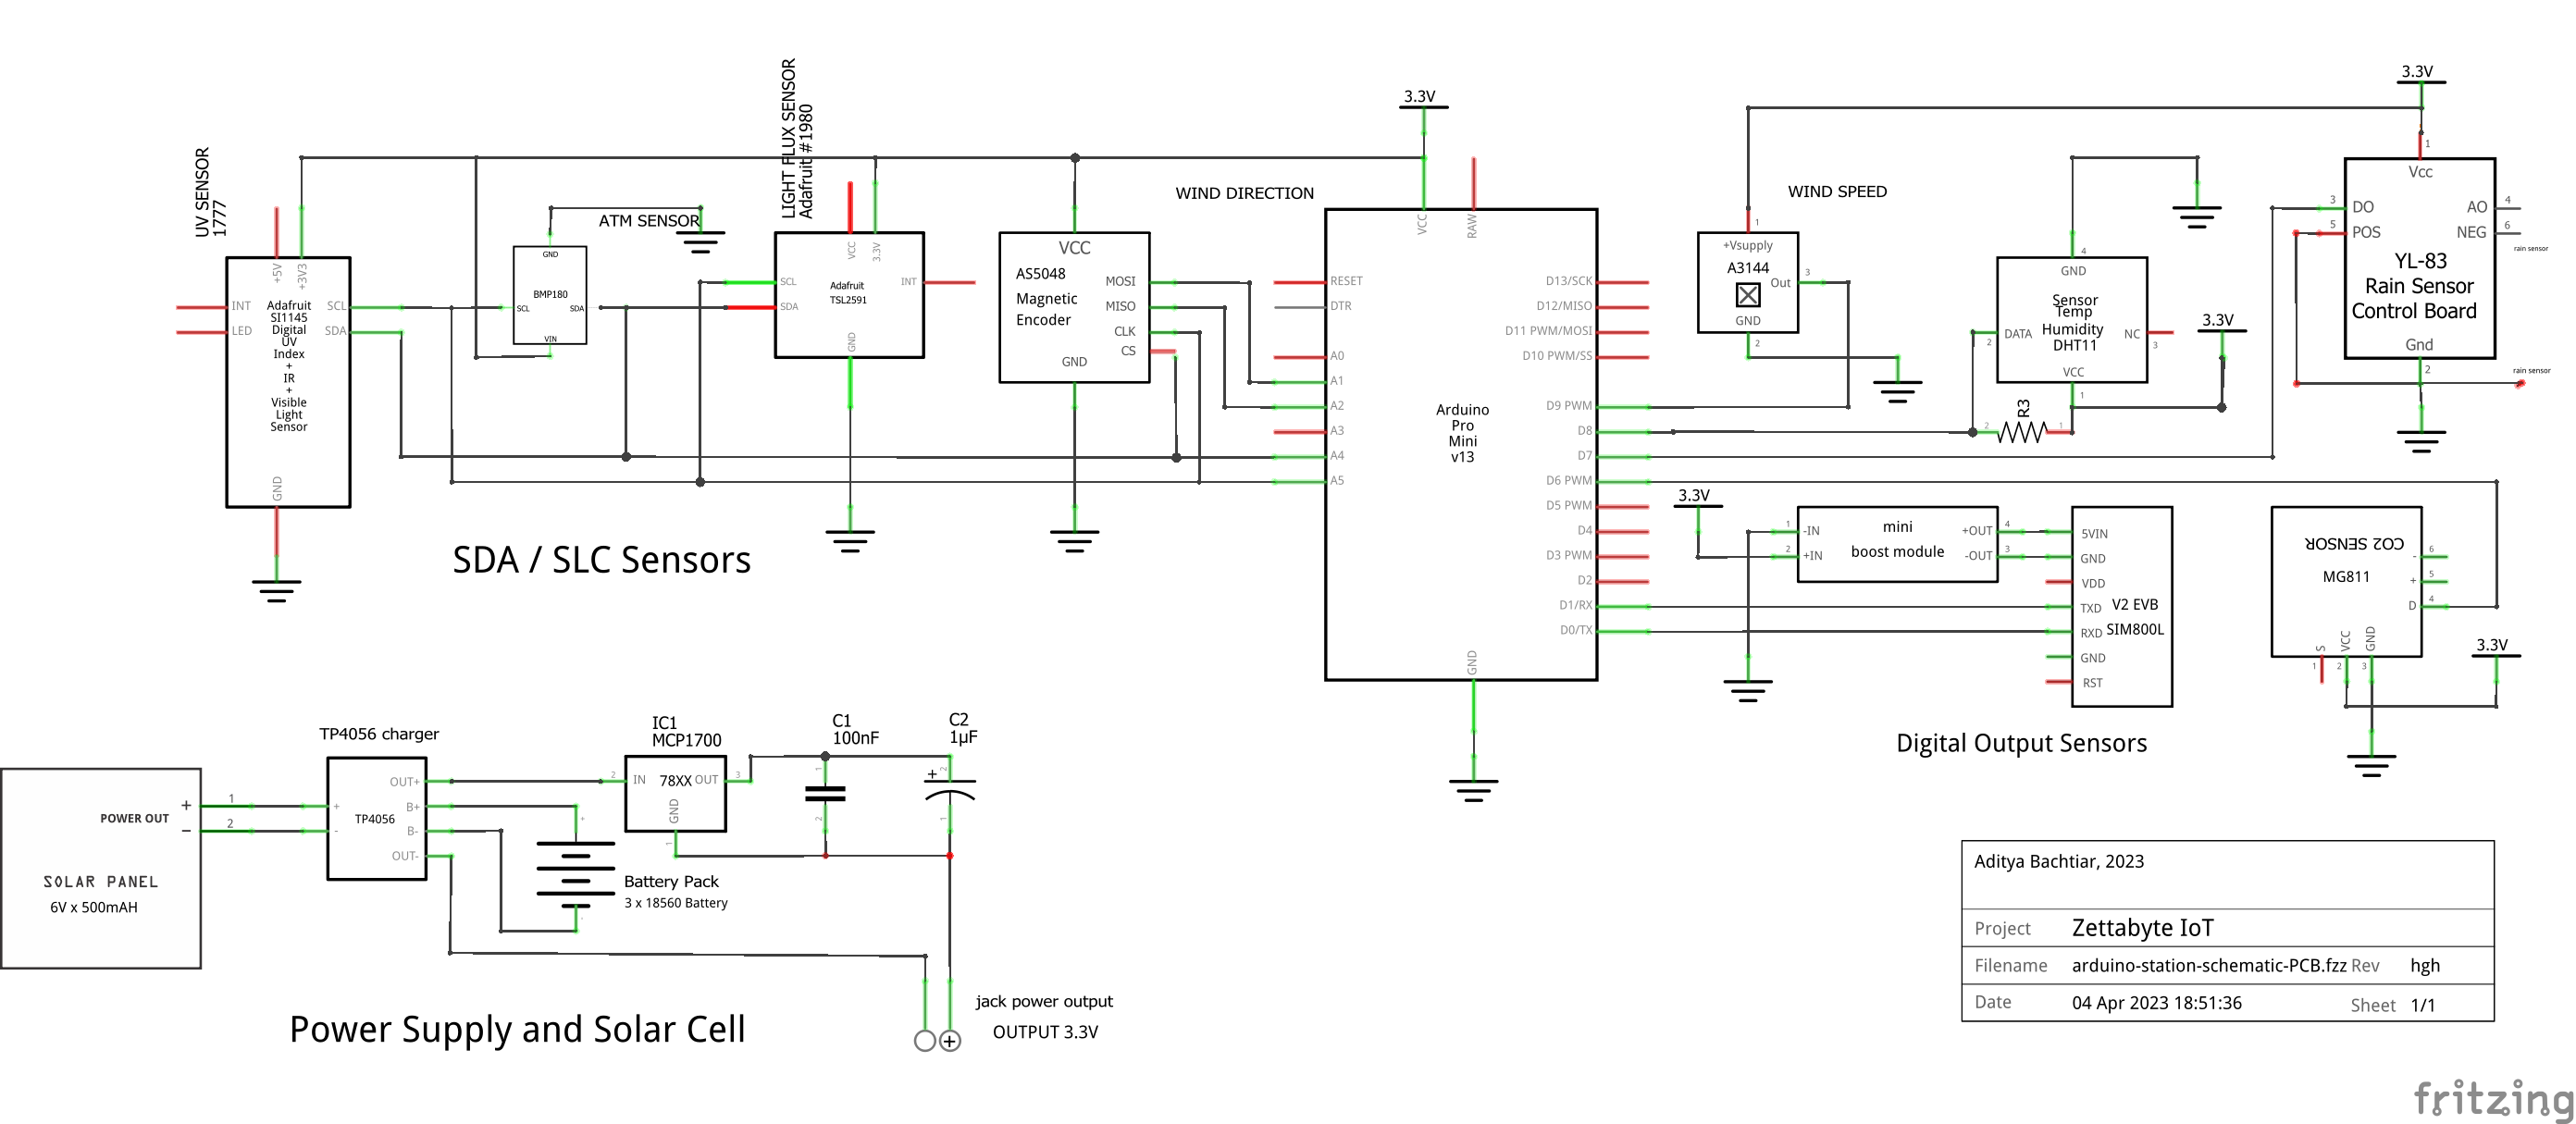 UV SENSOR
1777
+5V
+3V3
INT
LED
SCL
SDA
Adafruit
SI1145
Digital
UV
Index
+
IR
+
Visible
Light
Sensor
GND
ATM SENSOR
GND
BMP180
SCL
SDA
VIN
LIGHT FLUX SENSOR
Adafruit #1980
VCC
3.3V
SCL
SDA
Adafruit
TSL2591
INT
GND
VCC
AS5048
Magnetic
Encoder
MOSI
MISO
CLK
CS
GND
WIND DIRECTION
SDA / SLC Sensors
3.3V
VCC
RAW
RESET
DTR
A0
A1
A2
A3
A4
A5
Arduino
Pro
Mini
v13
D13/SCK
D12/MISO
D11 PWM/MOSI
D10 PWM/SS
D9 PWM
D8
D7
D6 PWM
D5 PWM
D4
D3 PWM
D2
D1/RX
D0/TX
GND
WIND SPEED
1
+Vsupply
A3144
Out
3
GND
2
4
GND
Sensor
Temp
Humidity
DHT11
DATA
2
NC
3
VCC
1
R3
2
1
3.3V
3.3V
1
Vcc
3
DO
5
POS
AO
4
NEG
6
YL-83
Rain Sensor
Control Board
Gnd
2
rain sensor
rain sensor
3.3V
1
-IN
2
+IN
mini
boost module
+OUT
4
-OUT
3
5VIN
GND
VDD
TXD
RXD
GND
RST
V2 EVB
SIM800L
CO2 SENSOR
MG811
-
6
+
5
D
4
S
VCC
GND
1
2
3
3.3V
Digital Output Sensors
POWER OUT
+
−
1
2
SOLAR PANEL
6V x 500mAH
TP4056 charger
+
-
TP4056
OUT+
B+
B-
OUT-
+
-
Battery Pack
3 x 18560 Battery
IC1
MCP1700
2
IN
78XX
OUT
3
GND
1
C1
100nF
1
2
C2
1µF
+
2
1
jack power output
OUTPUT 3.3V
+
Power Supply and Solar Cell
Aditya Bachtiar, 2023
Project Zettabyte IoT
Filename arduino-station-schematic-PCB.fzz Rev hgh
Date 04 Apr 2023 18:51:36 Sheet 1/1
fritzing